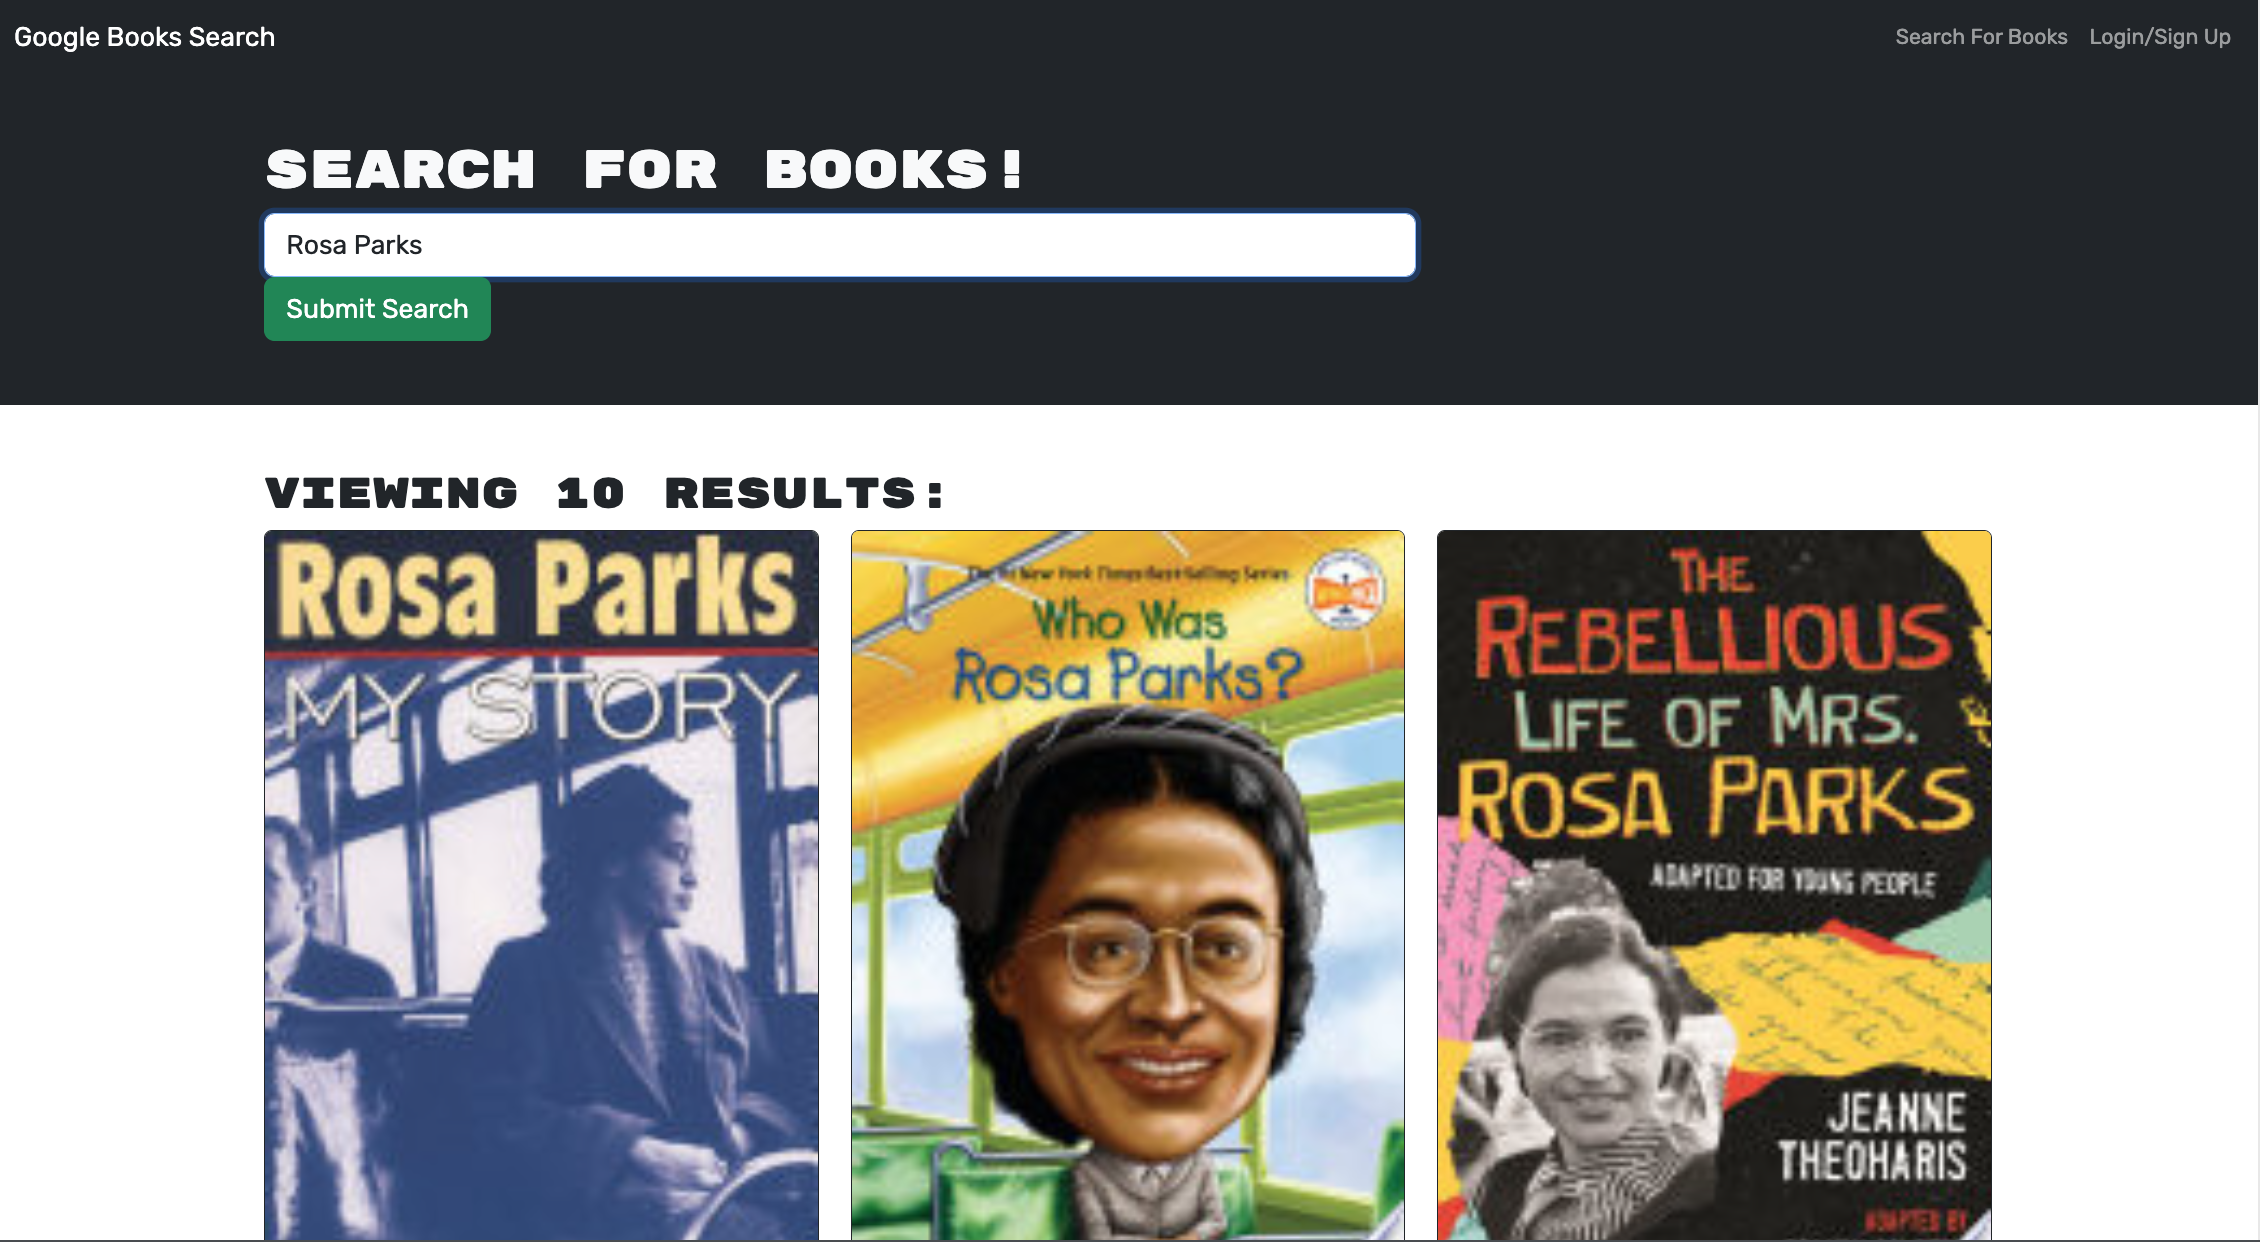 Google Books Search
Search For Books
Login/Sign Up
SEARCH FOR BOOKS!
Rosa Parks
Submit Search
VIEWING 10 RESULTS:
Rosa Parks
MY STORY
The #1 New York Times Best-Selling Series
Who Was
Rosa Parks?
THE
REBELLIOUS
LIFE OF MRS.
ROSA PARKS
ADAPTED FOR YOUNG PEOPLE
JEANNE
THEOHARIS
ADAPTED BY